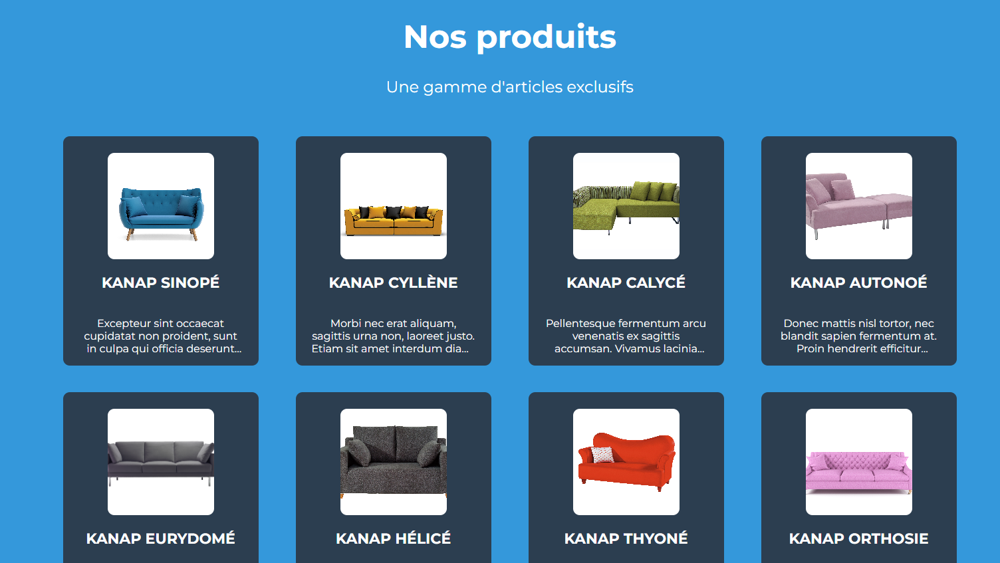 Nos produits
Une gamme d'articles exclusifs
KANAP SINOPÉ
Excepteur sint occaecat
cupidatat non proident, sunt
in culpa qui officia deserunt...
KANAP CYLLÈNE
Morbi nec erat aliquam,
sagittis urna non, laoreet justo.
Etiam sit amet interdum dia...
KANAP CALYCÉ
Pellentesque fermentum arcu
venenatis ex sagittis
accumsan. Vivamus lacinia...
KANAP AUTONOÉ
Donec mattis nisl tortor, nec
blandit sapien fermentum at.
Proin hendrerit efficitur...
KANAP EURYDOMÉ
KANAP HÉLICÉ
KANAP THYONÉ
KANAP ORTHOSIE